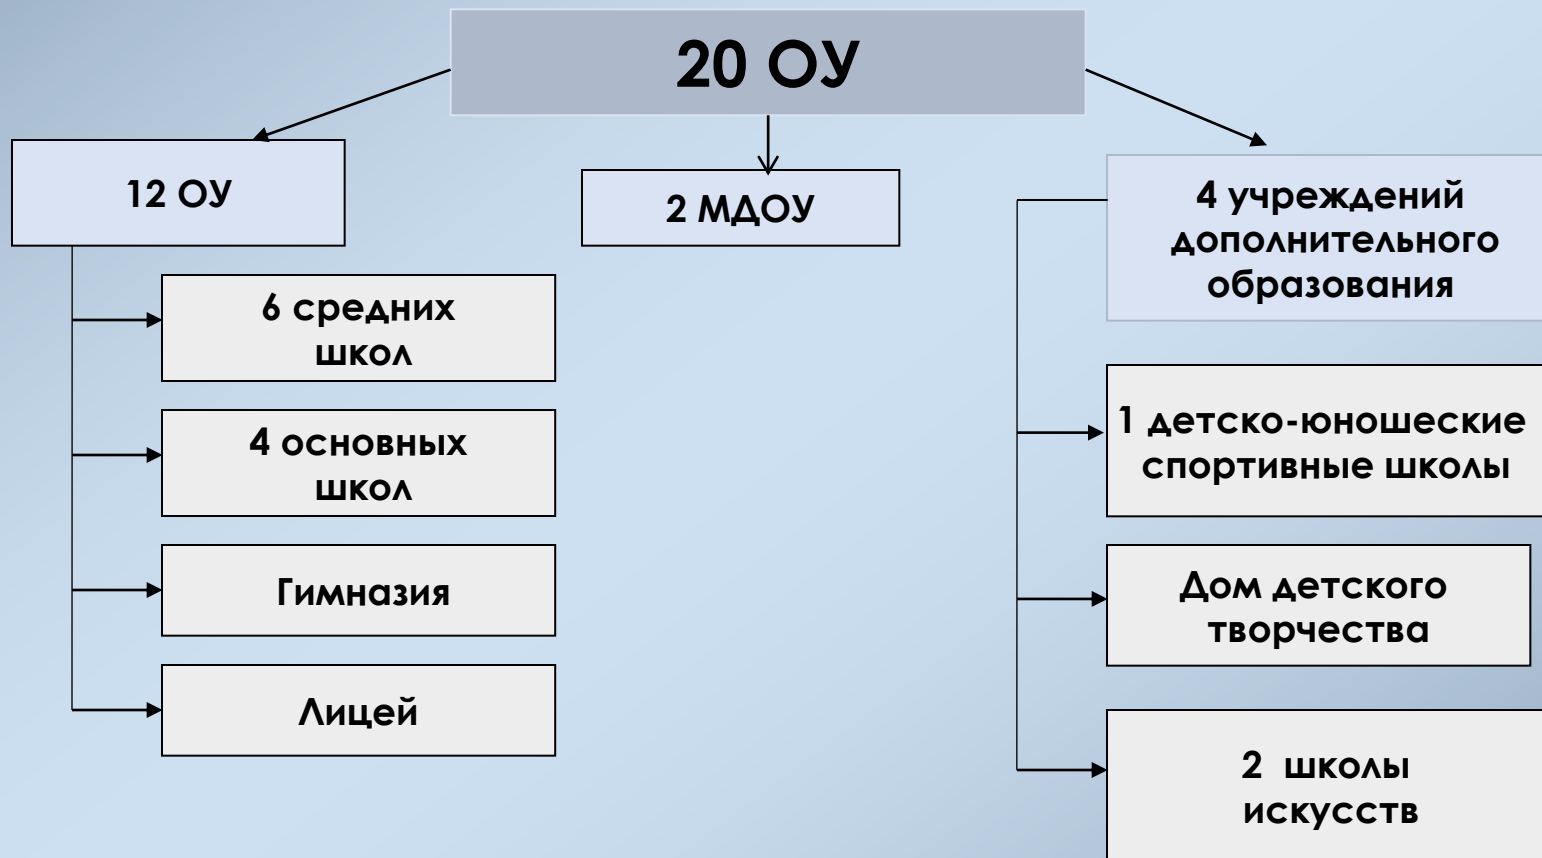 20 ОУ
12 ОУ
6 средних
школ
4 основных
школ
Гимназия
Лицей
2 МДОУ
4 учреждений
дополнительного
образования
1 детско-юношеские
спортивные школы
Дом детского
творчества
2 школы
искусств